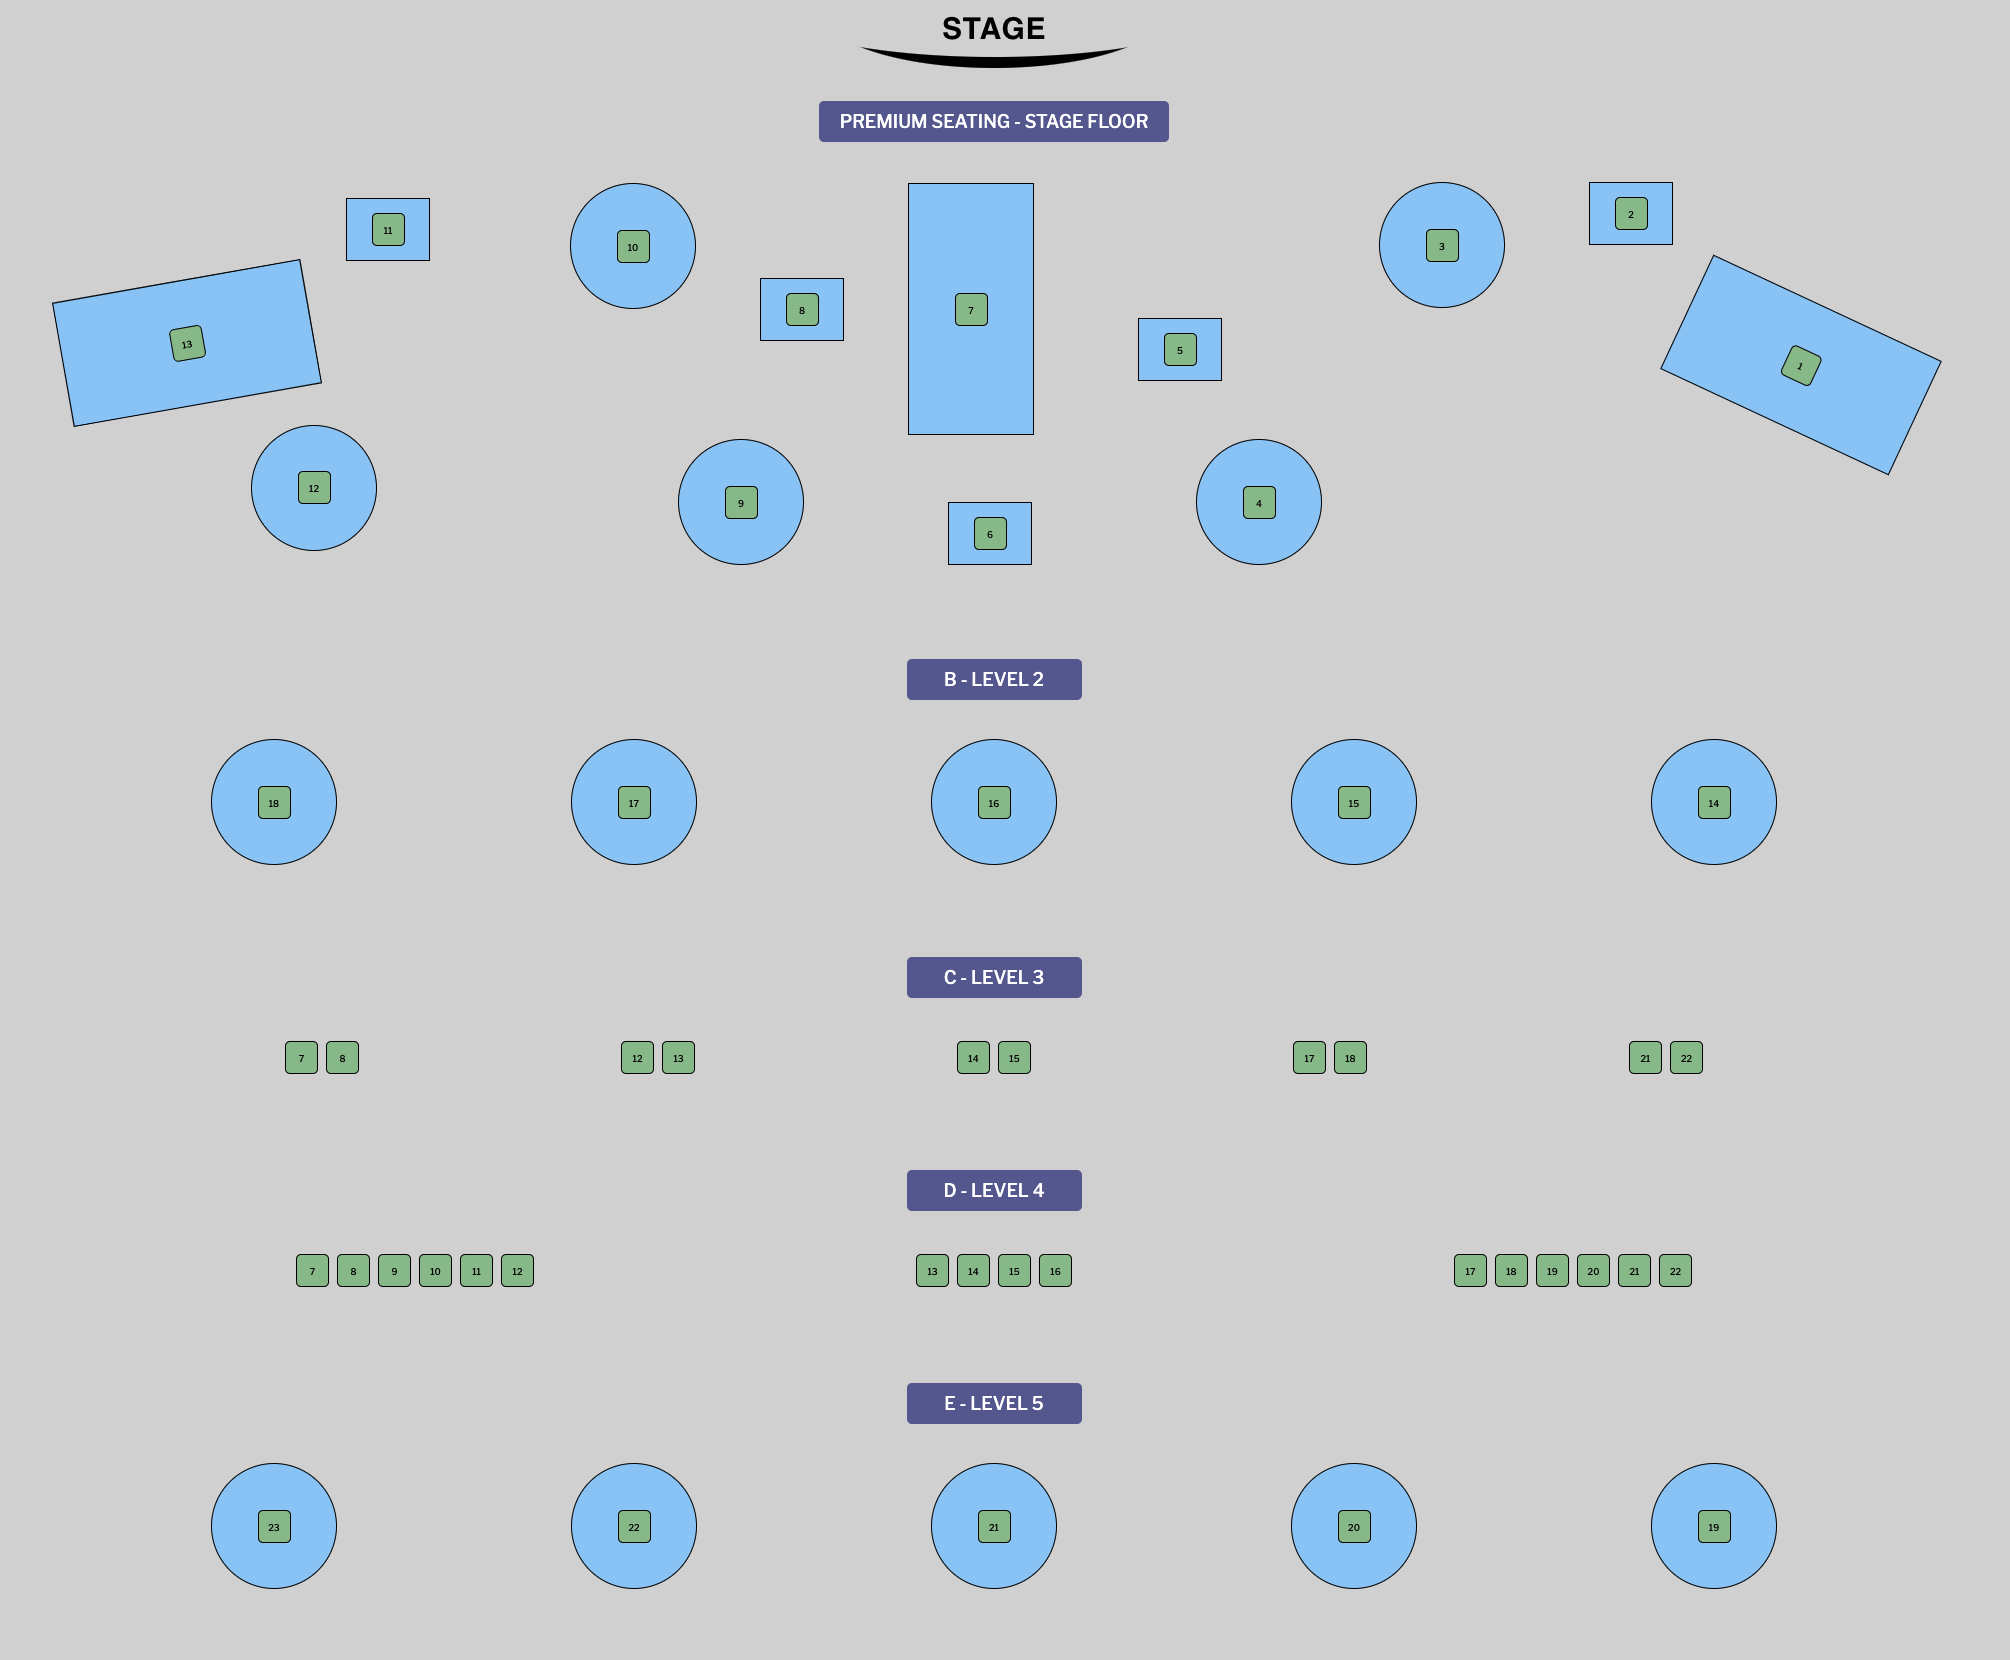 STAGE
PREMIUM SEATING - STAGE FLOOR
11
10
3
2
8
7
5
13
1
12
9
6
4
B - LEVEL 2
18
17
16
15
14
C - LEVEL 3
7 8 12 13 14 15 17 18 21 22
D - LEVEL 4
7 8 9 10 11 12 13 14 15 16 17 18 19 20 21 22
E - LEVEL 5
23
22
21
20
19